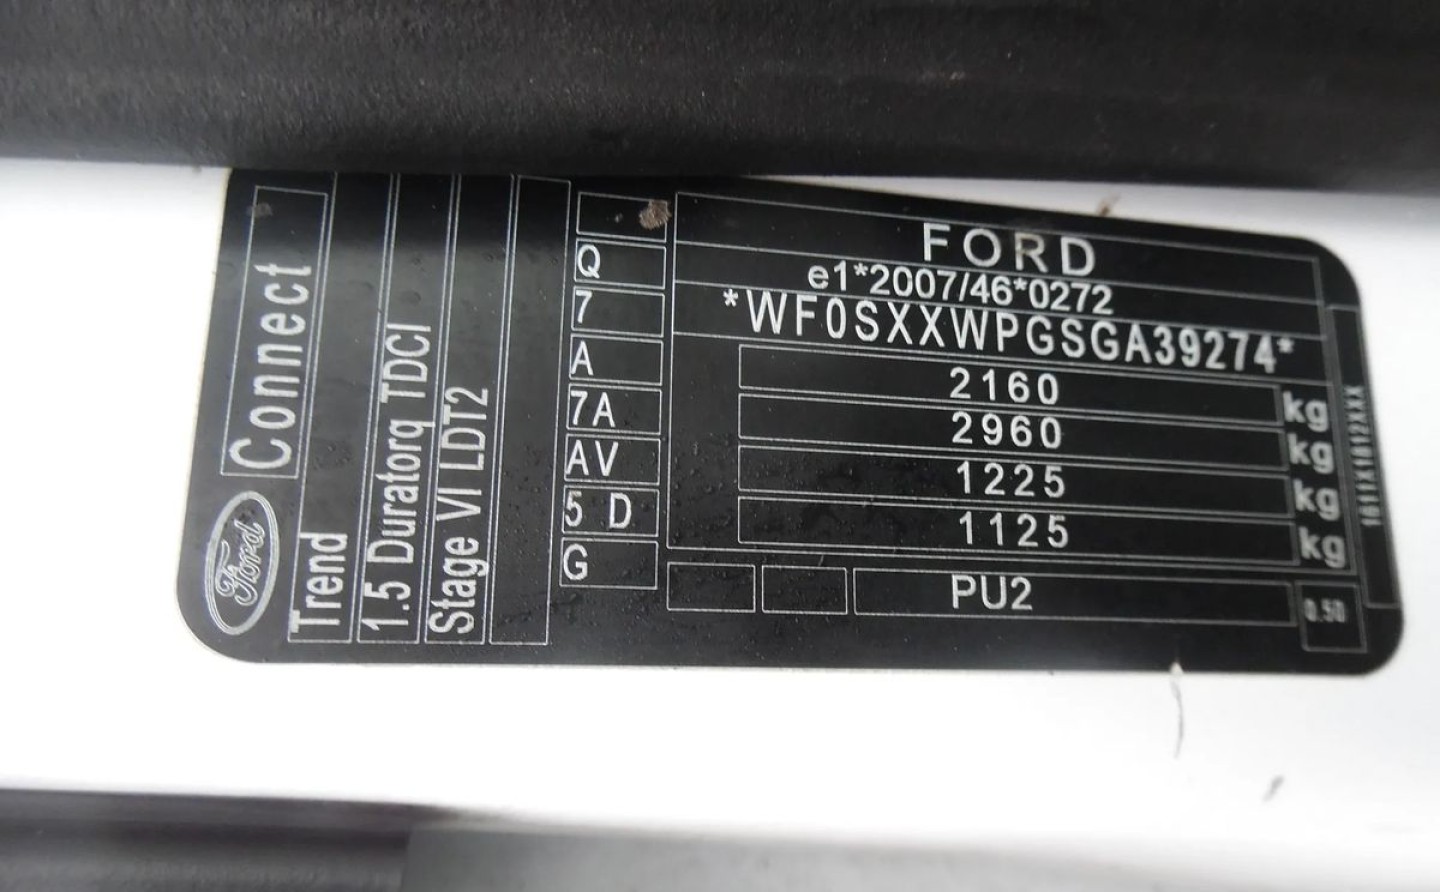 FORD
e1*2007/46*0272
*WF0SXXWPGSGA39274*
2160 kg
2960 kg
1225 kg
1125 kg
PU2
0.50
Q
7
A
7A
AV
5 D
G
Ford
Connect
Trend
1.5 Duratorq TDCI
Stage VI LDT2